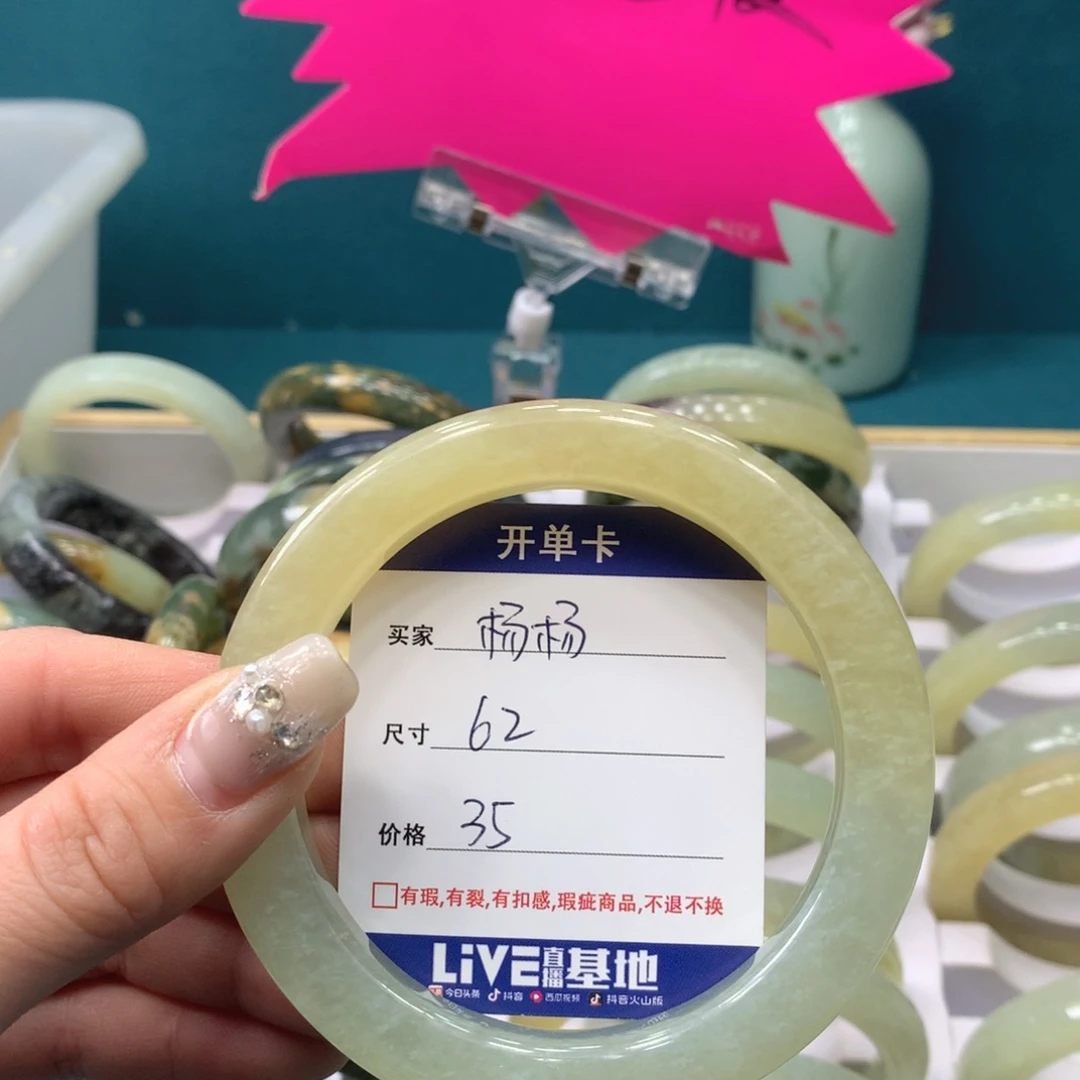 开单卡
买家 杨杨
尺寸 62
价格 35
有瑕,有裂,有扣感,瑕疵商品,不退不换
LiVE直播基地
今日头条 抖音 西瓜视频 抖音火山版